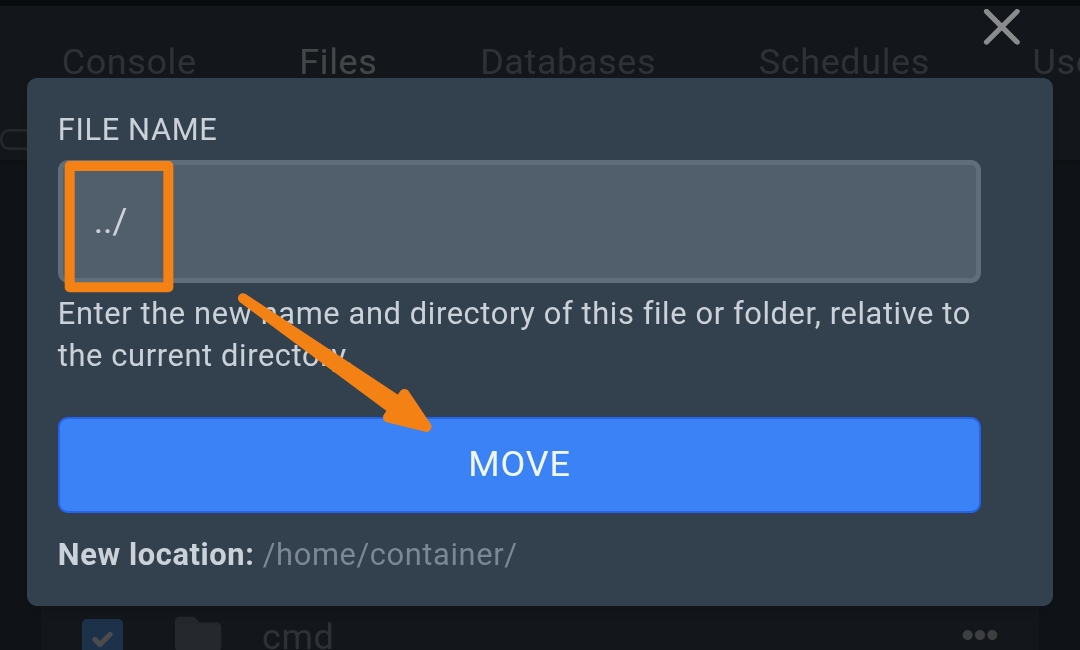 Console Files Databases Schedules Use
FILE NAME
../
Enter the new name and directory of this file or folder, relative to
the current directory.
MOVE
New location: /home/container/
cmd